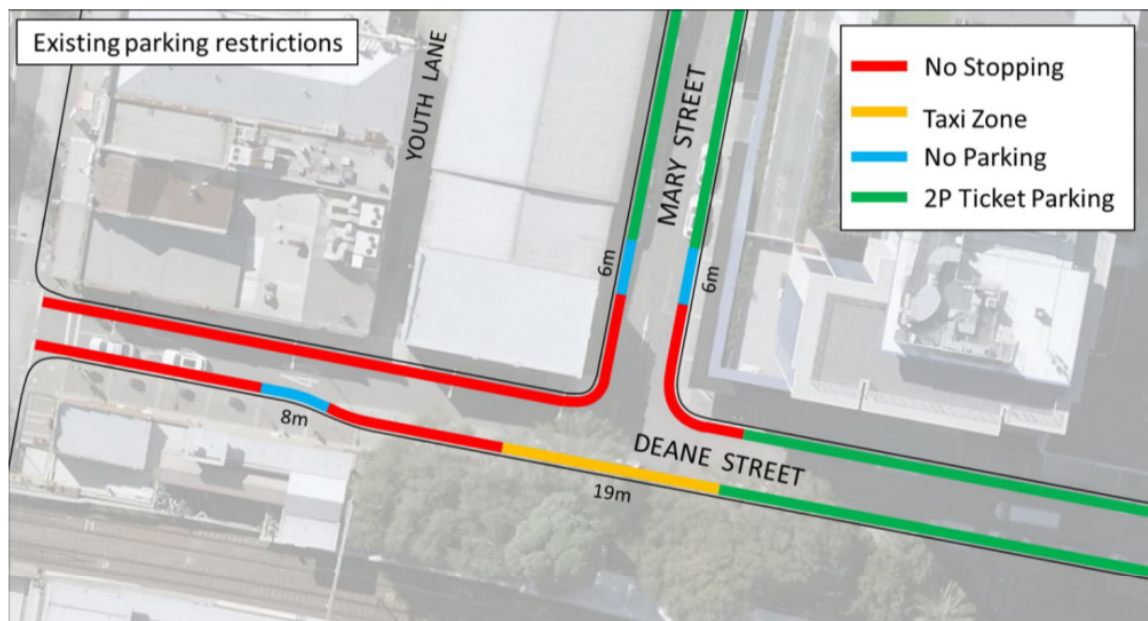 Existing parking restrictions
YOUTH LANE
MARY STREET
No Stopping
Taxi Zone
No Parking
2P Ticket Parking
6m
6m
8m
DEANE STREET
19m